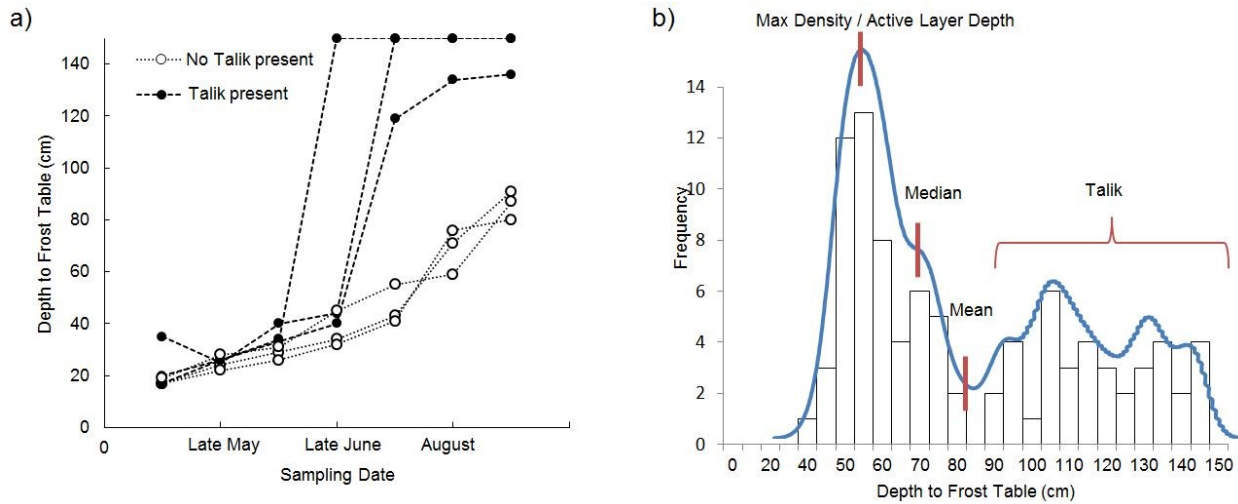 a)
No Talik present
Talik present
140
120
100
80
60
40
20
0
0 Late May Late June August
Depth to Frost Table (cm)
Sampling Date
b)
Max Density / Active Layer Depth
Median
Mean
Talik
14
12
10
8
6
4
2
0
0 0 20 40 50 60 70 80 90 100 110 120 130 140 150
Frequency
Depth to Frost Table (cm)